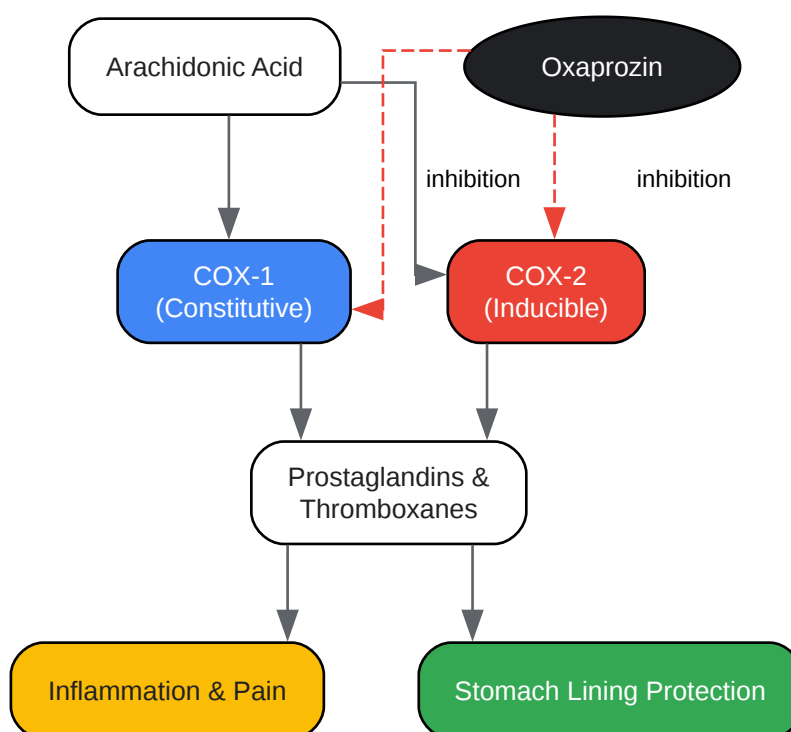 Arachidonic Acid
Oxaprozin
inhibition
inhibition
COX-1
(Constitutive)
COX-2
(Inducible)
Prostaglandins &
Thromboxanes
Inflammation & Pain
Stomach Lining Protection